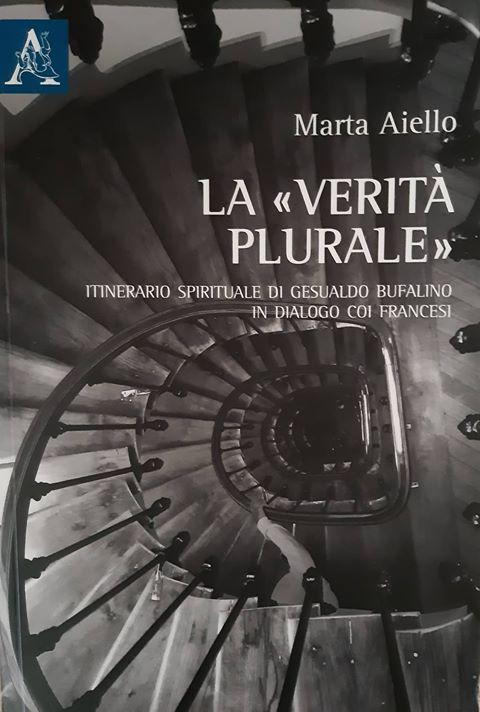 Marta Aiello
LA «VERITÀ
PLURALE»
ITINERARIO SPIRITUALE DI GESUALDO BUFALINO
IN DIALOGO COI FRANCESI